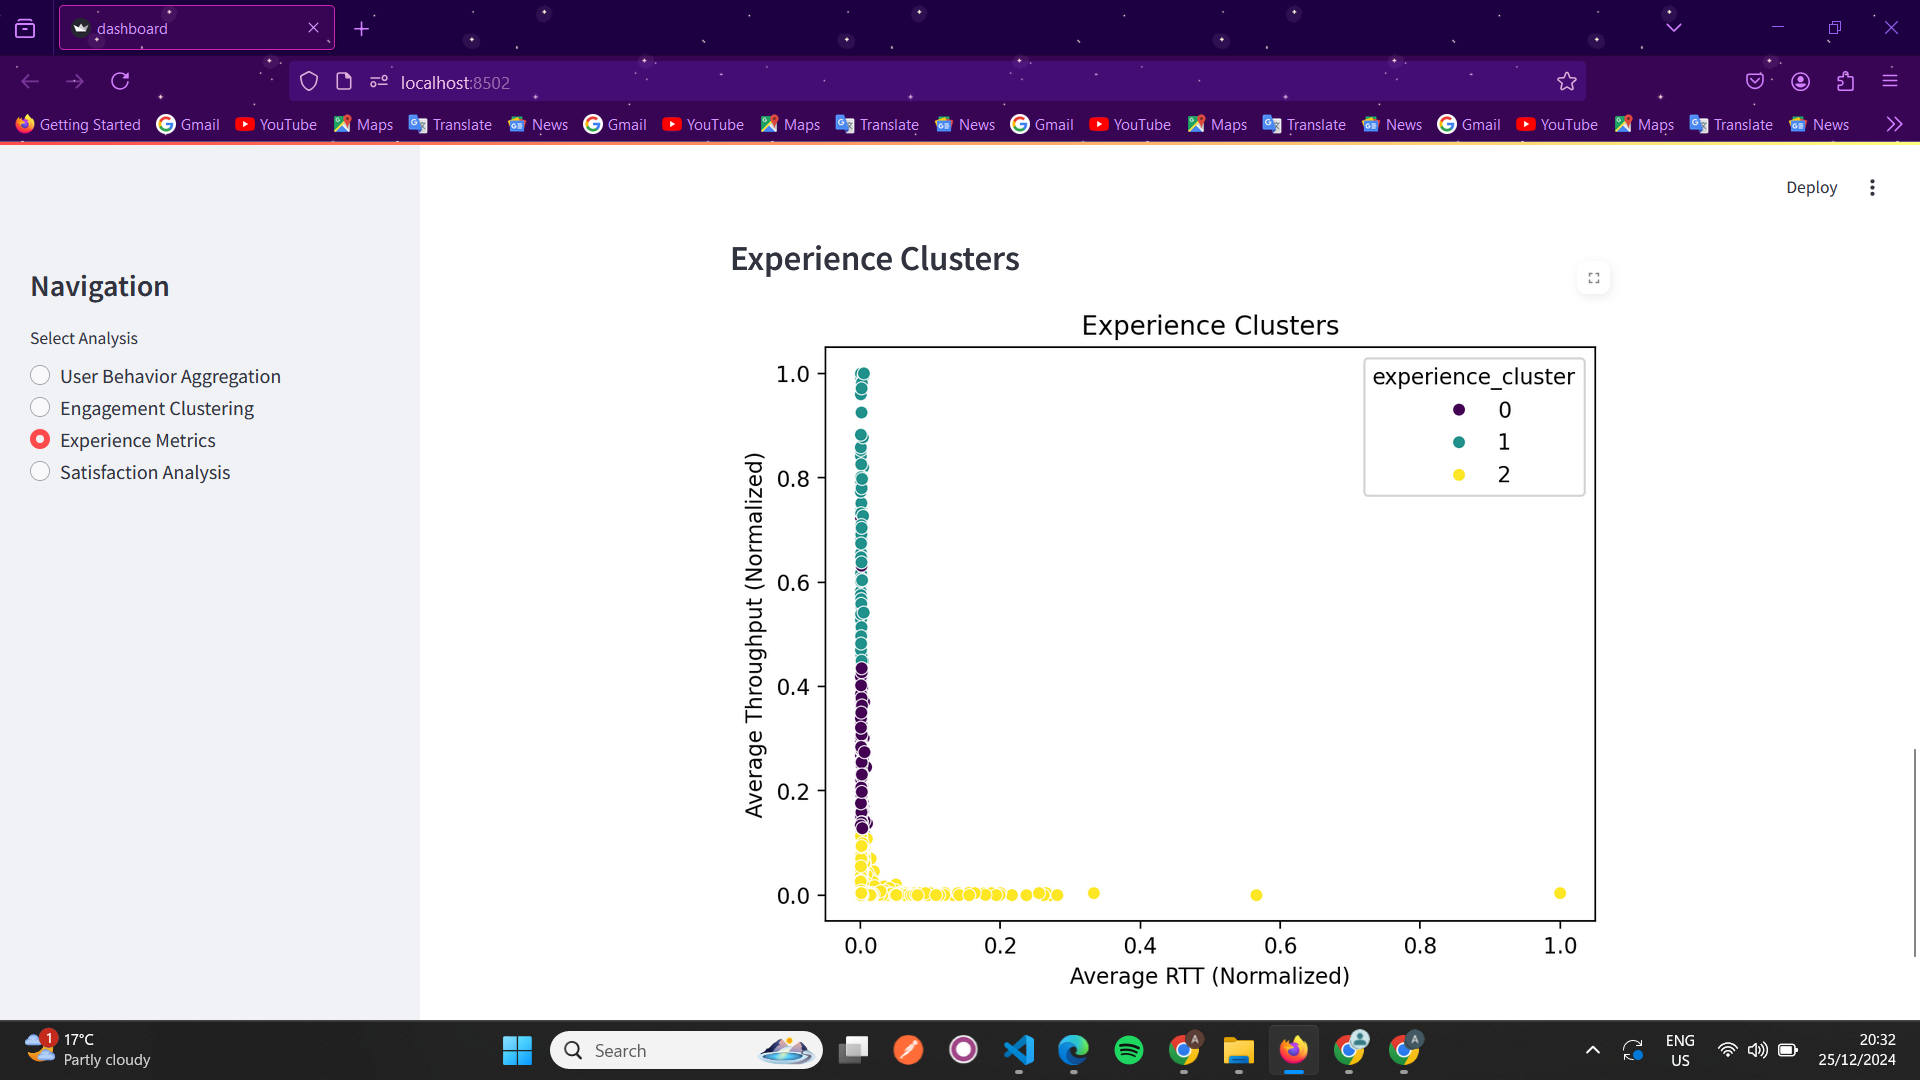 dashboard
localhost:8502
Getting Started Gmail YouTube Maps Translate News Gmail YouTube Maps Translate News Gmail YouTube Maps Translate News Gmail YouTube Maps Translate News
Deploy
Navigation
Select Analysis
User Behavior Aggregation
Engagement Clustering
Experience Metrics
Satisfaction Analysis
Experience Clusters
Experience Clusters
experience_cluster
0
1
2
Average Throughput (Normalized)
1.0
0.8
0.6
0.4
0.2
0.0
0.0 0.2 0.4 0.6 0.8 1.0
Average RTT (Normalized)
1
17°C
Partly cloudy
Search
A
A
ENG
US
20:32
25/12/2024